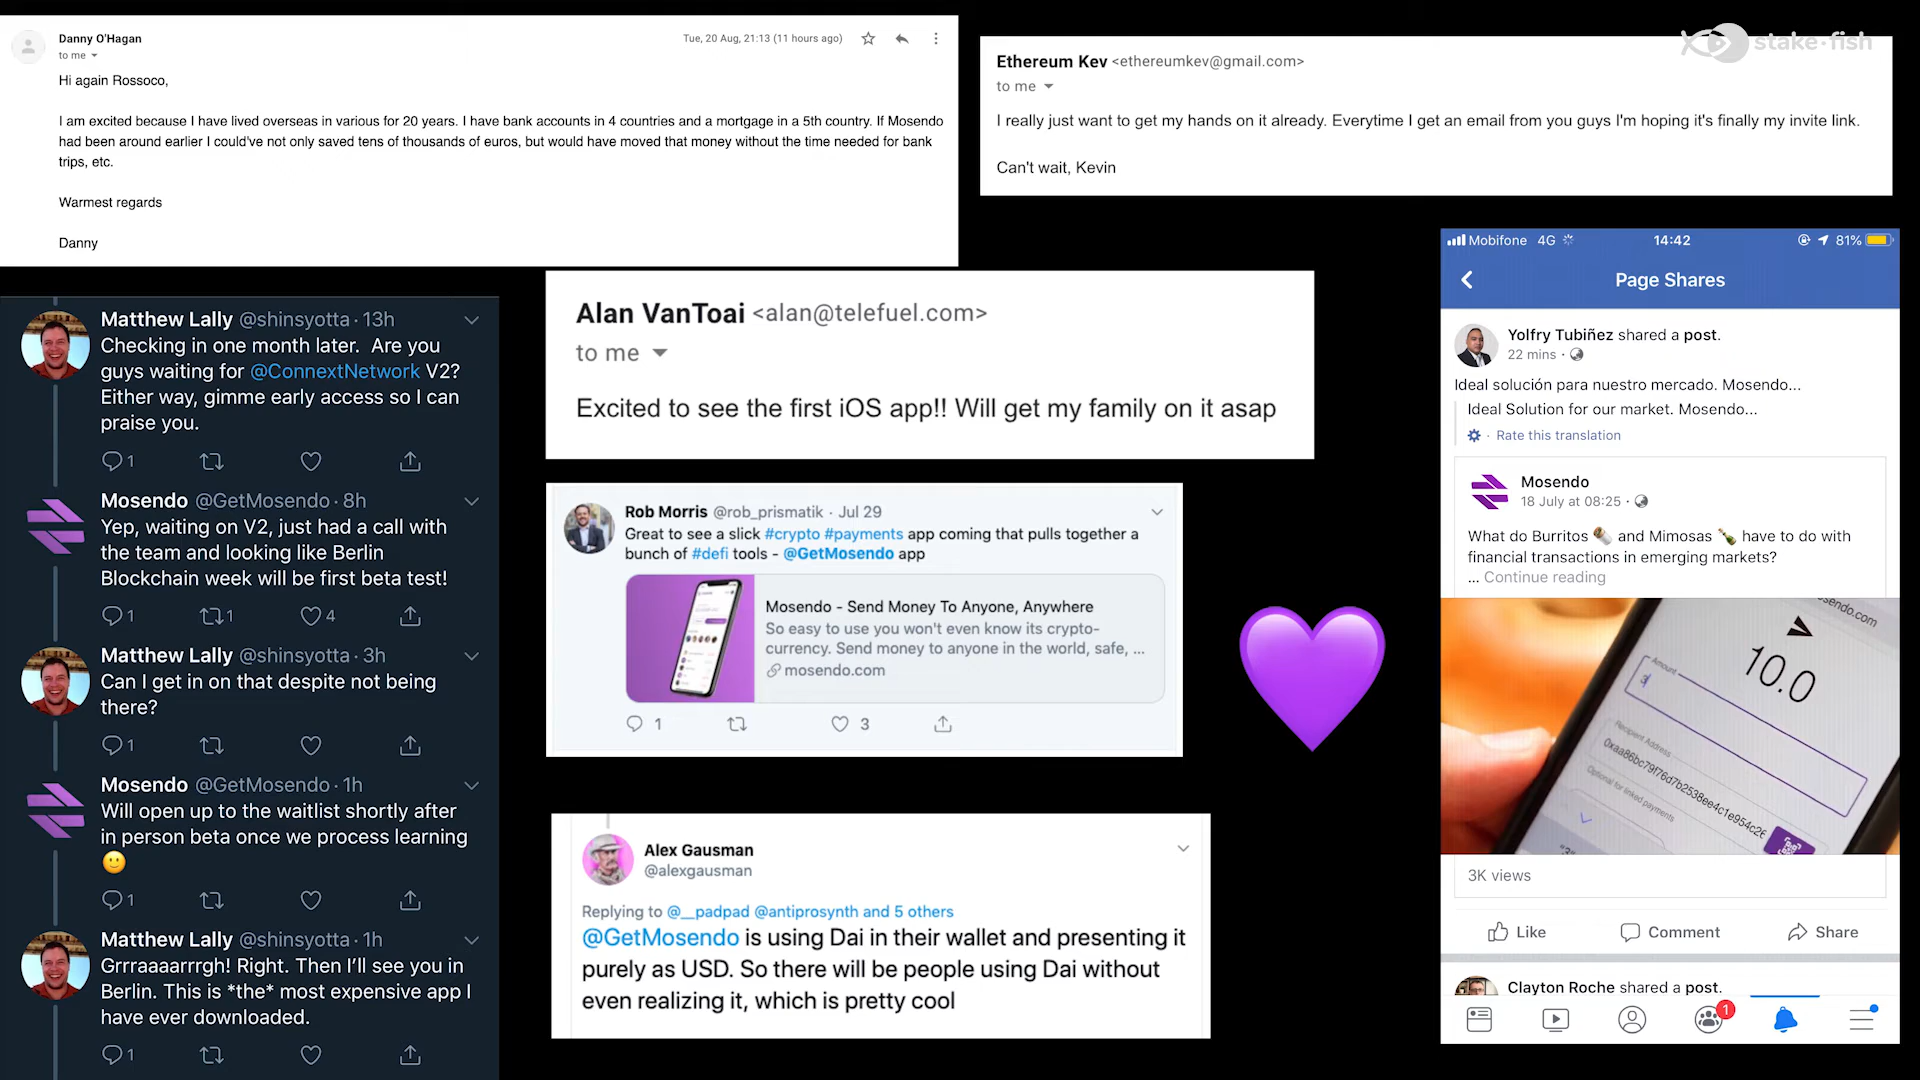 Danny O'Hagan
Tue, 20 Aug, 21:13 (11 hours ago)
to me
Hi again Rossoco,
I am excited because I have lived overseas in various for 20 years. I have bank accounts in 4 countries and a mortgage in a 5th country. If Mosendo
had been around earlier I could've not only saved tens of thousands of euros, but would have moved that money without the time needed for bank
trips, etc.
Warmest regards
Danny
stake·fish
Ethereum Kev <ethereumkev@gmail.com>
to me
I really just want to get my hands on it already. Everytime I get an email from you guys I'm hoping it's finally my invite link.
Can't wait, Kevin
Matthew Lally @shinsyotta · 13h
Checking in one month later. Are you
guys waiting for @ConnextNetwork V2?
Either way, gimme early access so I can
praise you.
1
Mosendo @GetMosendo · 8h
Yep, waiting on V2, just had a call with
the team and looking like Berlin
Blockchain week will be first beta test!
1 1 4
Matthew Lally @shinsyotta · 3h
Can I get in on that despite not being
there?
1
Mosendo @GetMosendo · 1h
Will open up to the waitlist shortly after
in person beta once we process learning
🙂
1
Matthew Lally @shinsyotta · 1h
Grrraaaarrrgh! Right. Then I'll see you in
Berlin. This is *the* most expensive app I
have ever downloaded.
1
Alan VanToai <alan@telefuel.com>
to me
Excited to see the first iOS app!! Will get my family on it asap
Rob Morris @rob_prismatik · Jul 29
Great to see a slick #crypto #payments app coming that pulls together a
bunch of #defi tools - @GetMosendo app
Mosendo - Send Money To Anyone, Anywhere
So easy to use you won't even know its crypto-
currency. Send money to anyone in the world, safe, ...
mosendo.com
1 3
Alex Gausman
@alexgausman
Replying to @__padpad @antiprosynth and 5 others
@GetMosendo is using Dai in their wallet and presenting it
purely as USD. So there will be people using Dai without
even realizing it, which is pretty cool
Mobifone 4G 14:42 81%
Page Shares
Yolfry Tubiñez shared a post.
22 mins ·
Ideal solución para nuestro mercado. Mosendo...
Ideal Solution for our market. Mosendo...
· Rate this translation
Mosendo
18 July at 08:25 ·
What do Burritos 🌯 and Mimosas 🍾 have to do with
financial transactions in emerging markets?
... Continue reading
osendo.com
10.0
Amount
Recipient Address
0xaa86bc79f76d7b2538ee4c1e954c26
Optional for linked payments
3K views
Like Comment Share
Clayton Roche shared a post.
1